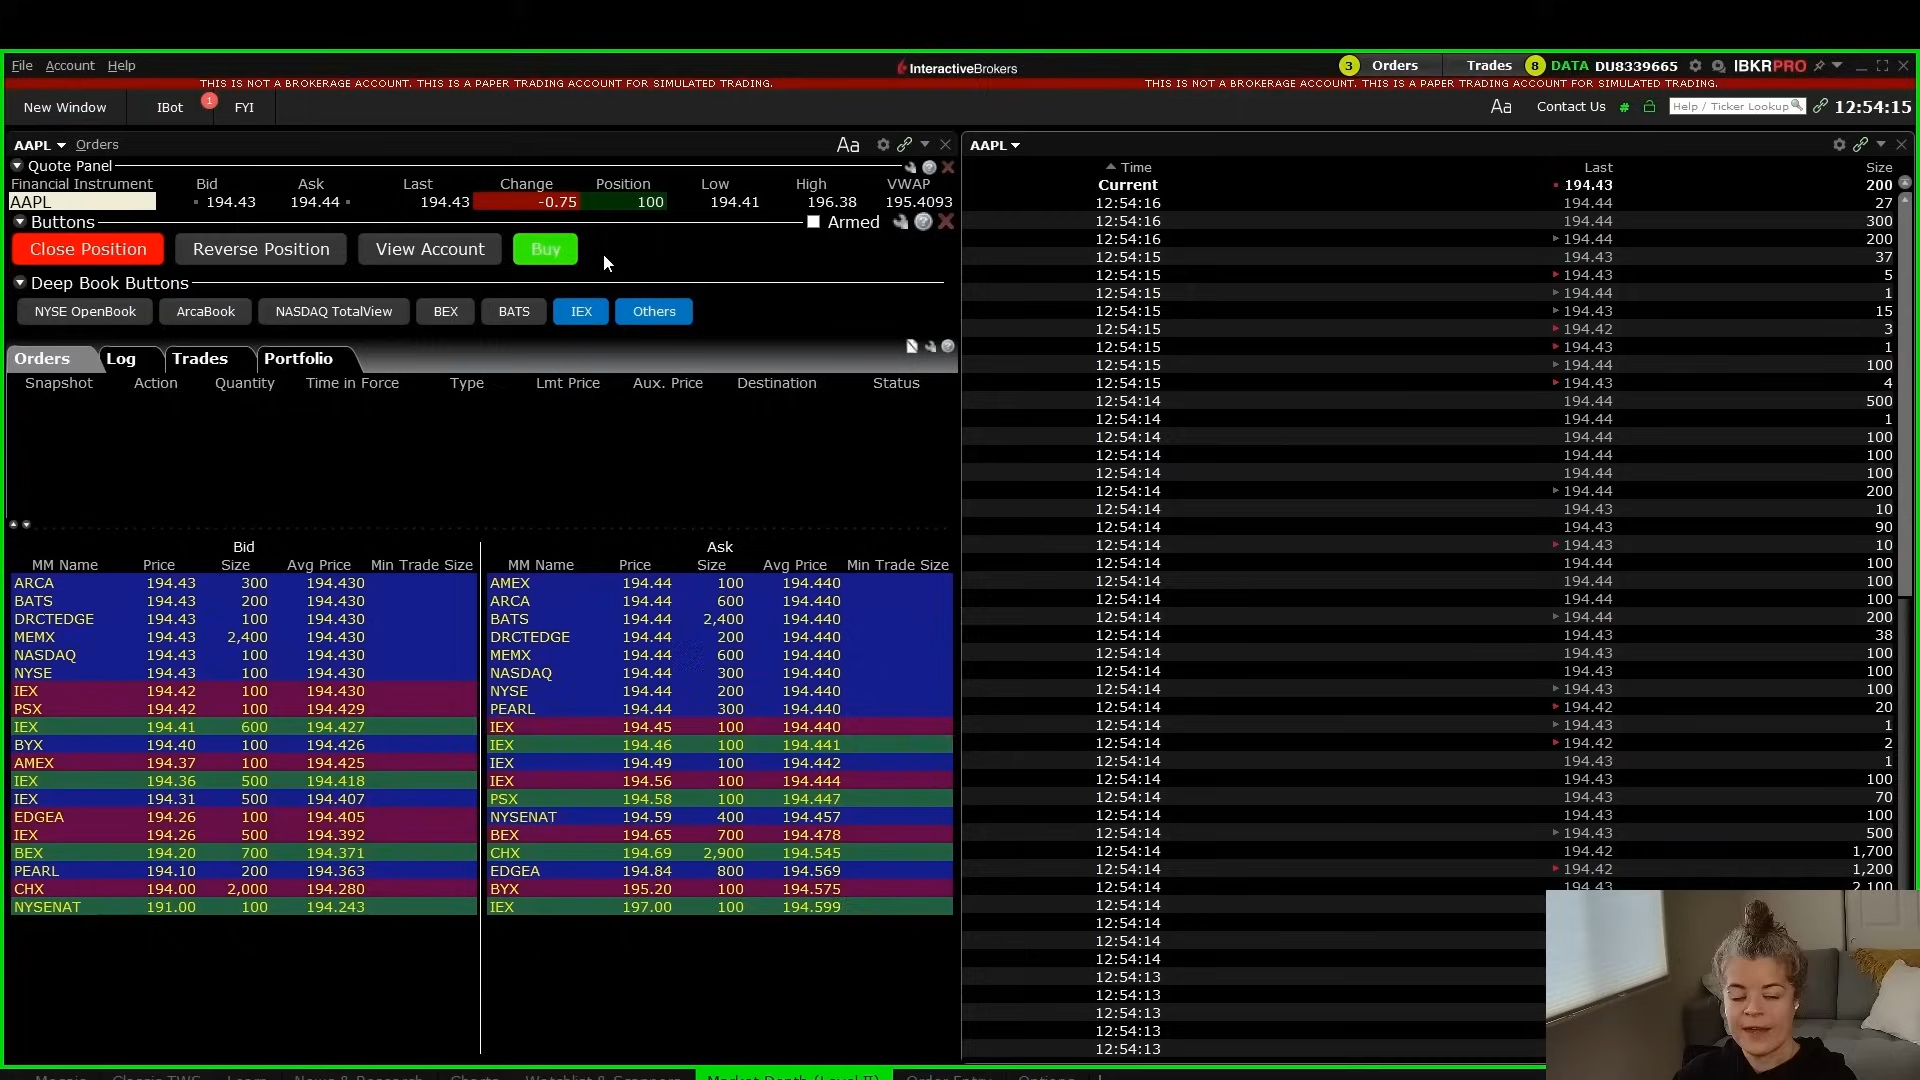 File Account Help InteractiveBrokers 3 Orders Trades 8 DATA DU8339665 IBKRPRO
THIS IS NOT A BROKERAGE ACCOUNT. THIS IS A PAPER TRADING ACCOUNT FOR SIMULATED TRADING. THIS IS NOT A BROKERAGE ACCOUNT. THIS IS A PAPER TRADING ACCOUNT FOR SIMULATED TRADING.
New Window IBot 1 FYI Aa Contact Us # Help / Ticker Lookup 12:54:15
AAPL Orders Aa
Quote Panel
Financial Instrument Bid Ask Last Change Position Low High VWAP
AAPL 194.43 194.44 194.43 -0.75 100 194.41 196.38 195.4093
Buttons Armed
Close Position Reverse Position View Account Buy
Deep Book Buttons
NYSE OpenBook ArcaBook NASDAQ TotalView BEX BATS IEX Others
Orders Log Trades Portfolio
Snapshot Action Quantity Time in Force Type Lmt Price Aux. Price Destination Status
Bid
MM Name Price Size Avg Price Min Trade Size
ARCA 194.43 300 194.430
BATS 194.43 200 194.430
DRCTEDGE 194.43 100 194.430
MEMX 194.43 2,400 194.430
NASDAQ 194.43 100 194.430
NYSE 194.43 100 194.430
IEX 194.42 100 194.430
PSX 194.42 100 194.429
IEX 194.41 600 194.427
BYX 194.40 100 194.426
AMEX 194.37 100 194.425
IEX 194.36 500 194.418
IEX 194.31 500 194.407
EDGEA 194.26 100 194.405
IEX 194.26 500 194.392
BEX 194.20 700 194.371
PEARL 194.10 200 194.363
CHX 194.00 2,000 194.280
NYSENAT 191.00 100 194.243
Ask
MM Name Price Size Avg Price Min Trade Size
AMEX 194.44 100 194.440
ARCA 194.44 600 194.440
BATS 194.44 2,400 194.440
DRCTEDGE 194.44 200 194.440
MEMX 194.44 600 194.440
NASDAQ 194.44 300 194.440
NYSE 194.44 200 194.440
PEARL 194.44 300 194.440
IEX 194.45 100 194.440
IEX 194.46 100 194.441
IEX 194.49 100 194.442
IEX 194.56 100 194.444
PSX 194.58 100 194.447
NYSENAT 194.59 400 194.457
BEX 194.65 700 194.478
CHX 194.69 2,900 194.545
EDGEA 194.84 800 194.569
BYX 195.20 100 194.575
IEX 197.00 100 194.599
AAPL
Time Last Size
Current 194.43 200
12:54:16 194.44 27
12:54:16 194.44 300
12:54:16 194.44 200
12:54:15 194.43 37
12:54:15 194.43 5
12:54:15 194.44 1
12:54:15 194.43 15
12:54:15 194.42 3
12:54:15 194.43 1
12:54:15 194.44 100
12:54:15 194.43 4
12:54:14 194.44 500
12:54:14 194.44 1
12:54:14 194.44 100
12:54:14 194.44 100
12:54:14 194.44 100
12:54:14 194.44 200
12:54:14 194.43 10
12:54:14 194.43 90
12:54:14 194.43 10
12:54:14 194.44 100
12:54:14 194.44 100
12:54:14 194.44 100
12:54:14 194.44 200
12:54:14 194.43 38
12:54:14 194.43 100
12:54:14 194.43 100
12:54:14 194.43 100
12:54:14 194.42 20
12:54:14 194.43 1
12:54:14 194.42 2
12:54:14 194.43 1
12:54:14 194.43 100
12:54:14 194.43 70
12:54:14 194.43 100
12:54:14 194.43 500
12:54:14 194.42 1,700
12:54:14 194.42 1,200
12:54:14 194.43 2,100
12:54:14
12:54:14
12:54:14
12:54:14
12:54:13
12:54:13
12:54:13
12:54:13
12:54:13
Mosaic Classic TWS Learn News & Research Charts Watchlist & Scanners Market Depth (Level II) Order Entry Options